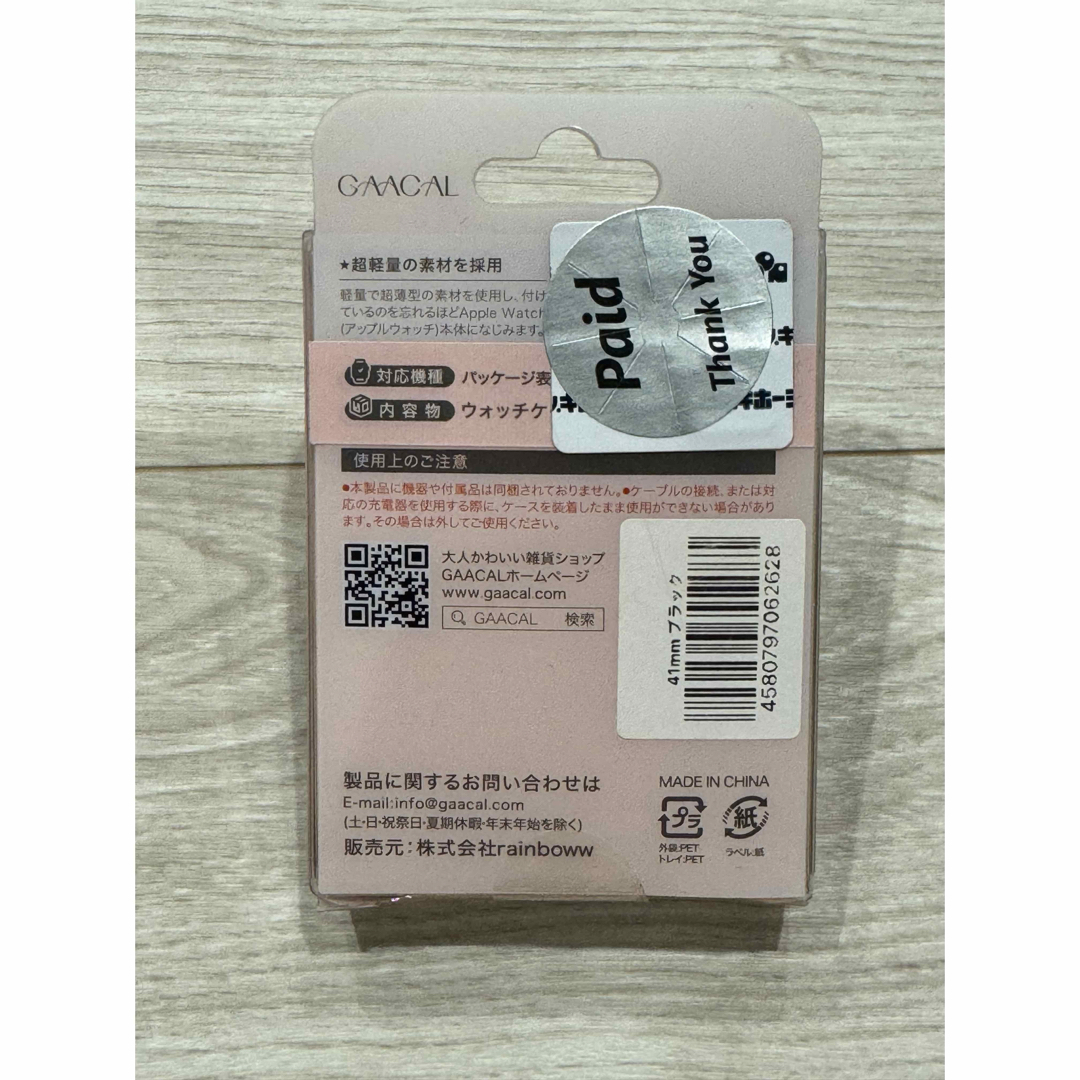 GAACAL
★超軽量の素材を採用
軽量で超薄型の素材を使用し、付け
ているのを忘れるほどApple Watch
(アップルウォッチ)本体になじみます。
Paid
Thank You
対応機種 パッケージ表
内容物 ウォッチケ
使用上のご注意
●本製品に機器や付属品は同梱されておりません。●ケーブルの接続、または対
応の充電器を使用する際に、ケースを装着したまま使用ができない場合があり
ます。その場合は外してご使用ください。
大人かわいい雑貨ショップ
GAACALホームページ
www.gaacal.com
GAACAL 検索
41mm ブラック
4580797062628
製品に関するお問い合わせは
E-mail:info@gaacal.com
(土・日・祝祭日・夏期休暇・年末年始を除く)
販売元：株式会社rainboww
MADE IN CHINA
プラ
紙
外袋:PET
トレイ:PET
ラベル:紙